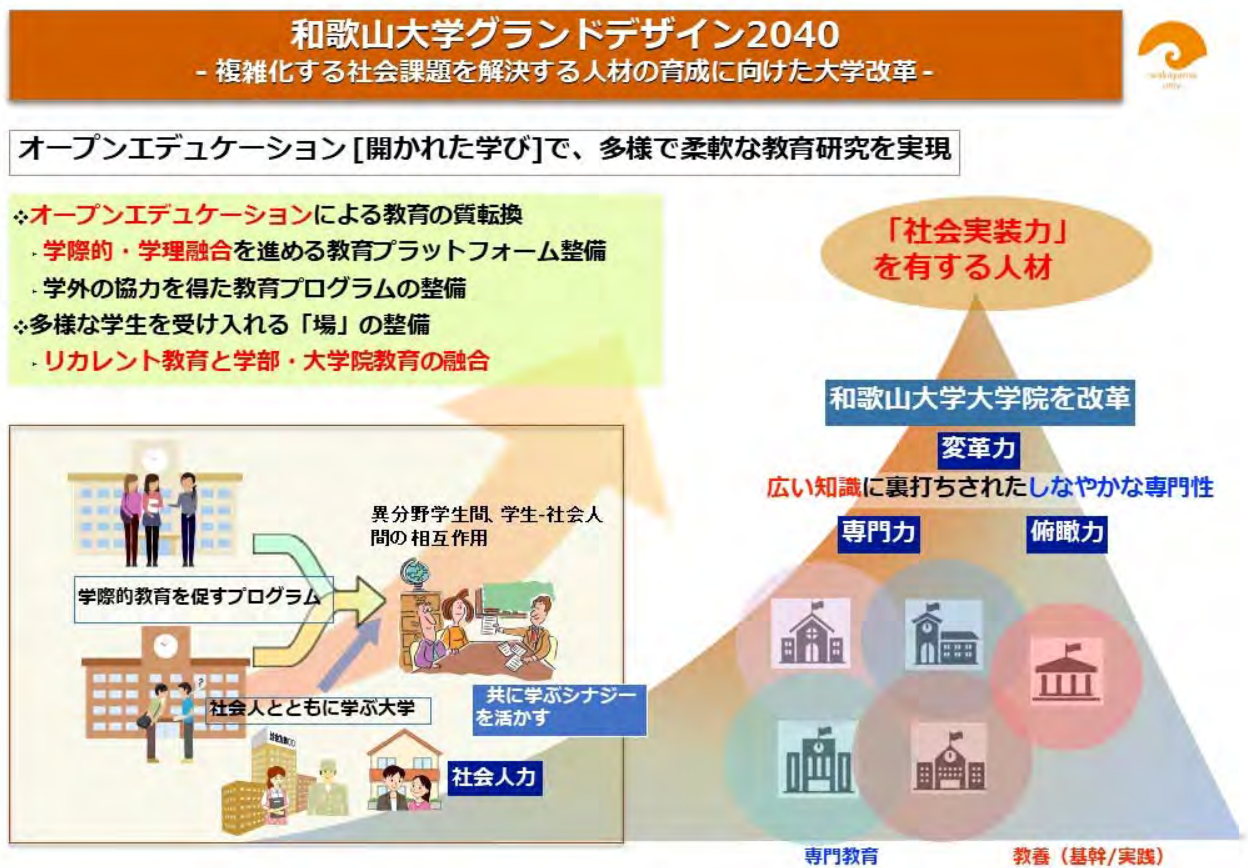 和歌山大学グランドデザイン2040
- 複雑化する社会課題を解決する人材の育成に向けた大学改革 -
wakayama
univ.
オープンエデュケーション [開かれた学び]で、多様で柔軟な教育研究を実現
❖オープンエデュケーションによる教育の質転換
・学際的・学理融合を進める教育プラットフォーム整備
・学外の協力を得た教育プログラムの整備
❖多様な学生を受け入れる「場」の整備
・リカレント教育と学部・大学院教育の融合
「社会実装力」
を有する人材
和歌山大学大学院を改革
変革力
広い知識に裏打ちされたしなやかな専門性
専門力
俯瞰力
異分野学生間、学生-社会人
間の相互作用
学際的教育を促すプログラム
?
社会人とともに学ぶ大学
共に学ぶシナジー
を活かす
社会人力
専門教育
教養（基幹/実践）